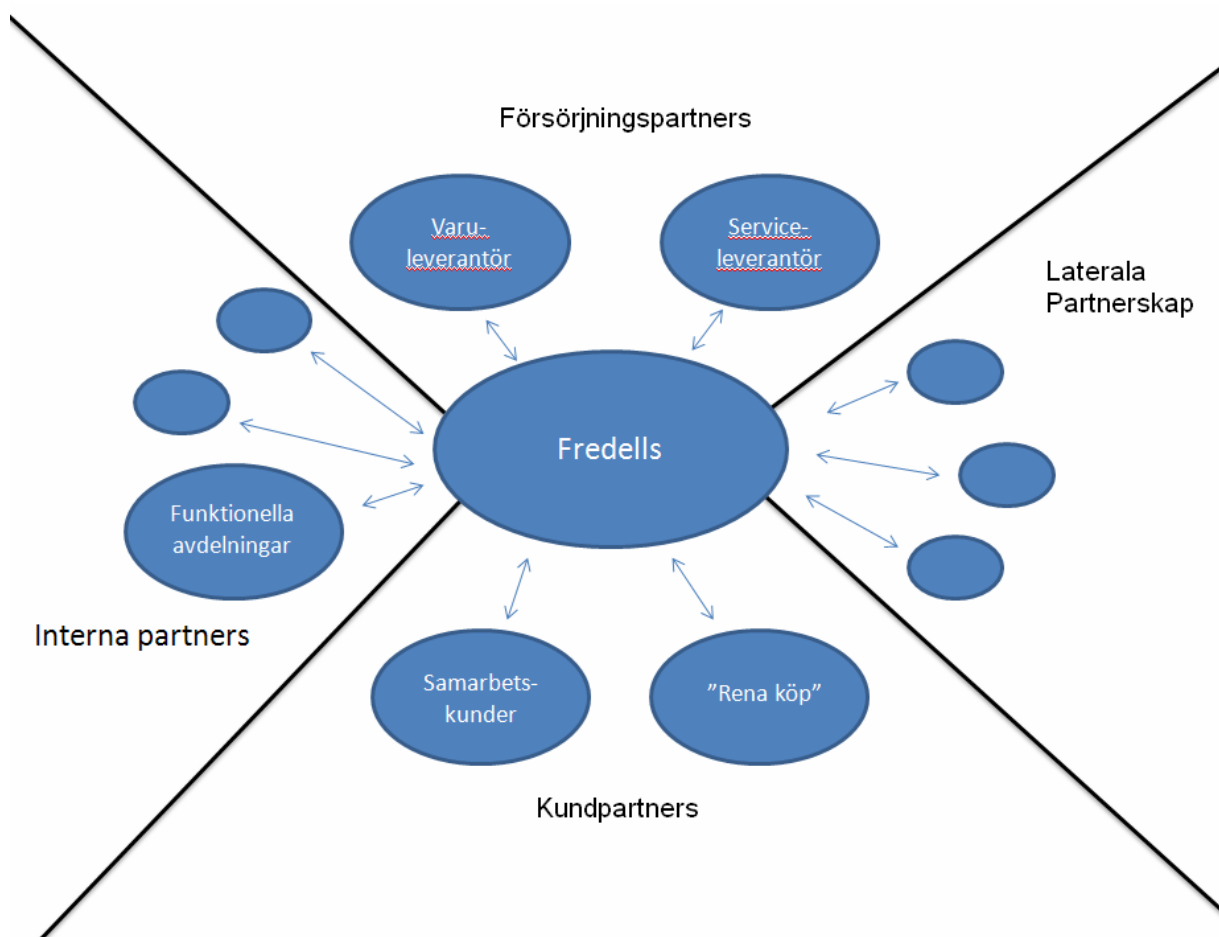 Försörjningspartners
Varu-
leverantör
Service-
leverantör
Laterala
Partnerskap
Fredells
Funktionella
avdelningar
Interna partners
Samarbets-
kunder
”Rena köp”
Kundpartners